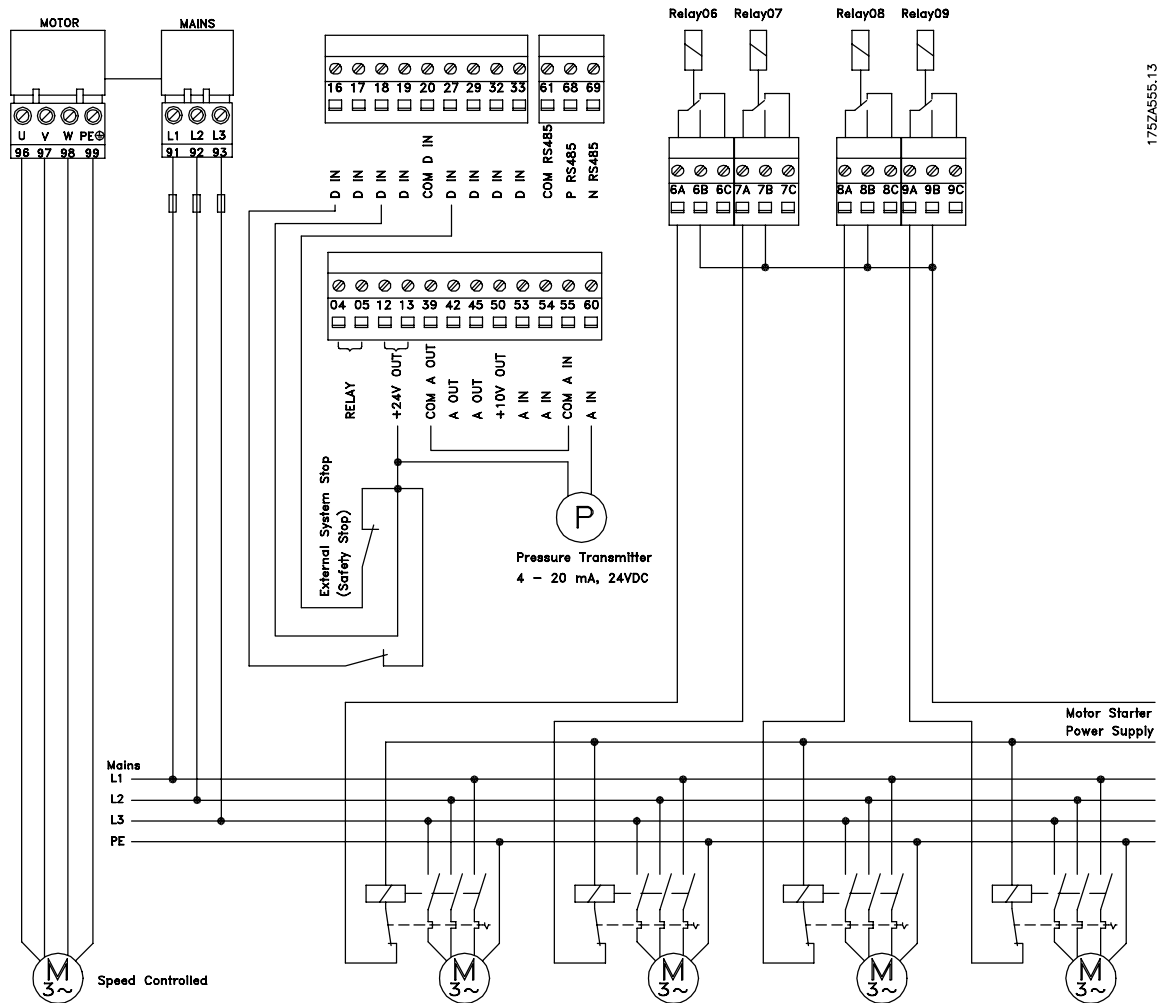 MOTOR
MAINS
Relay06 Relay07 Relay08 Relay09
175ZA555.13
U V W PE
96 97 98 99
L1 L2 L3
91 92 93
16 17 18 19 20 27 29 32 33
61 68 69
D IN
D IN
D IN
D IN
COM D IN
D IN
D IN
D IN
D IN
COM RS485
P RS485
N RS485
6A 6B 6C 7A 7B 7C
8A 8B 8C 9A 9B 9C
04 05 12 13 39 42 45 50 53 54 55 60
RELAY
+24V OUT
COM A OUT
A OUT
A OUT
+10V OUT
A IN
A IN
COM A IN
A IN
External System Stop
(Safety Stop)
P
Pressure Transmitter
4 - 20 mA, 24VDC
Motor Starter
Power Supply
Mains
L1
L2
L3
PE
M
3~
Speed Controlled
M
3~
M
3~
M
3~
M
3~